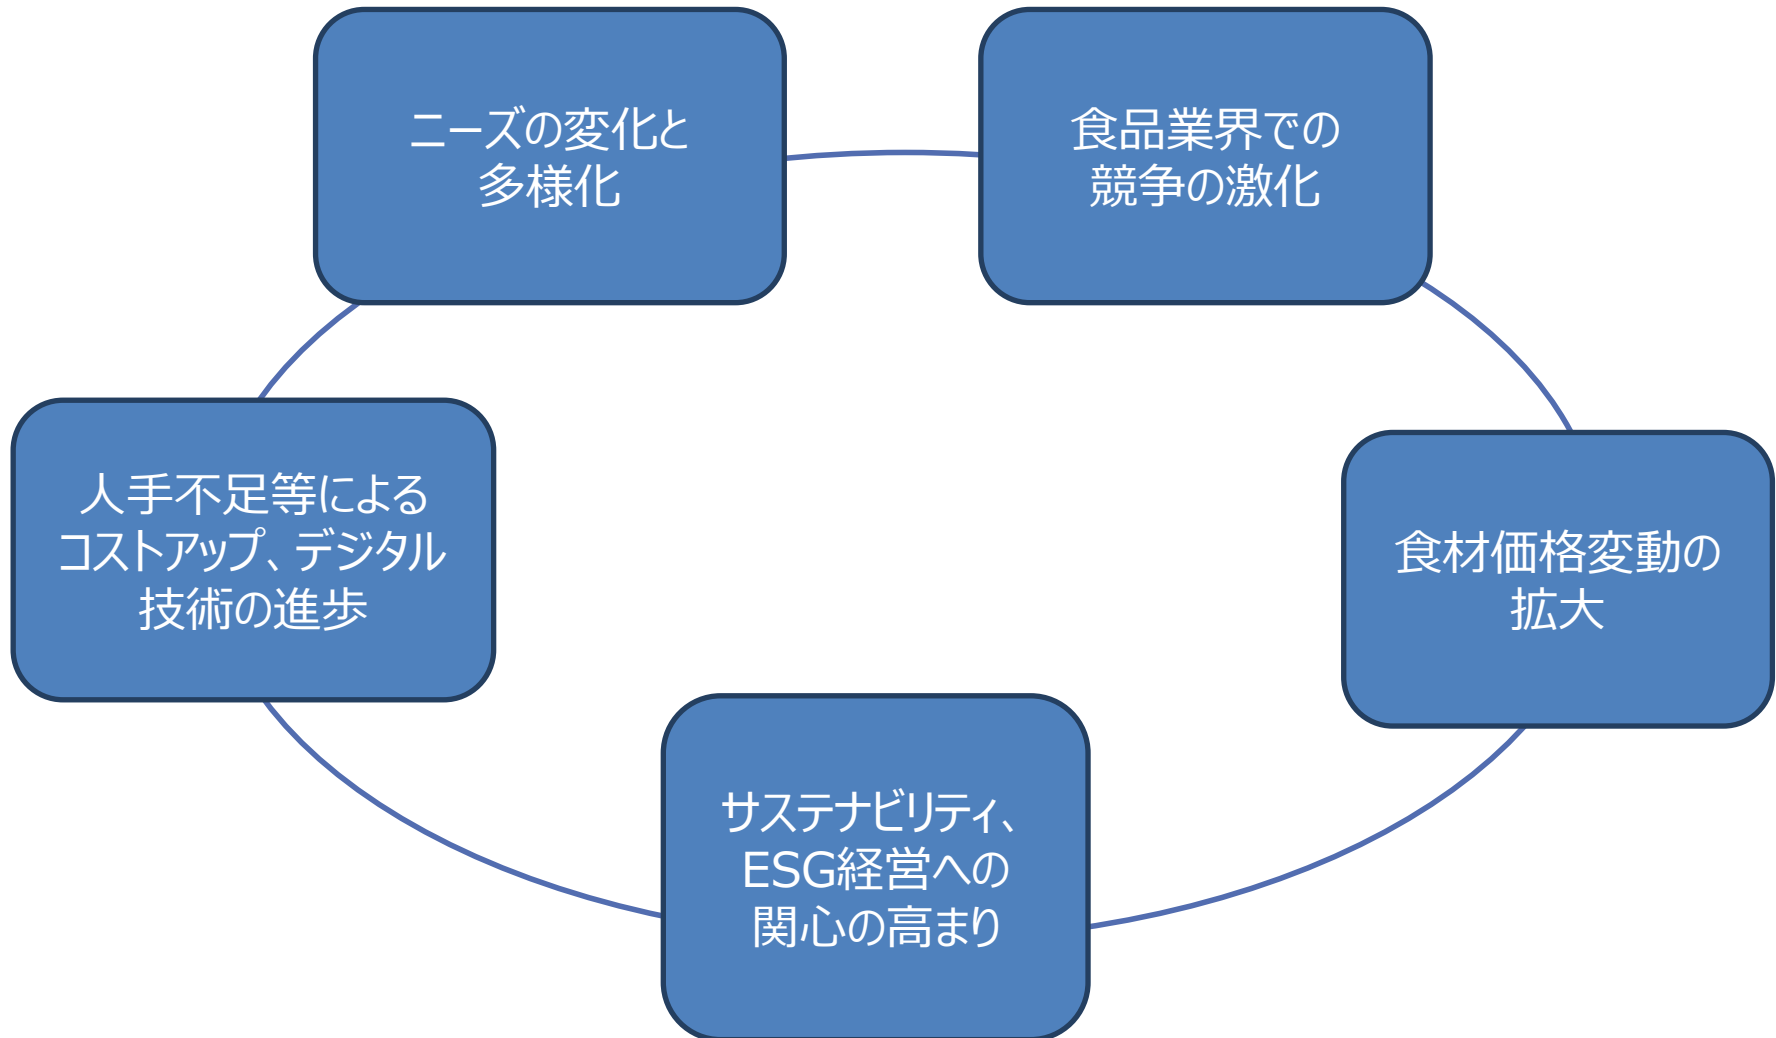 ニーズの変化と
多様化
食品業界での
競争の激化
人手不足等による
コストアップ、デジタル
技術の進歩
食材価格変動の
拡大
サステナビリティ、
ESG経営への
関心の高まり